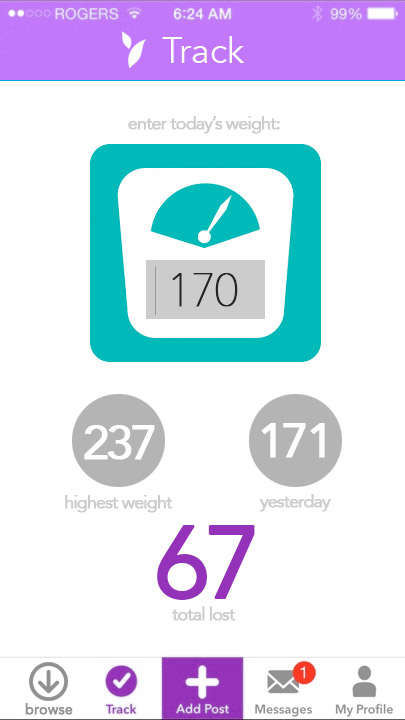 ROGERS 6:24 AM 99%
Track
enter today's weight:
170
237 171
highest weight yesterday
67
total lost
1
browse Track Add Post Messages My Profile